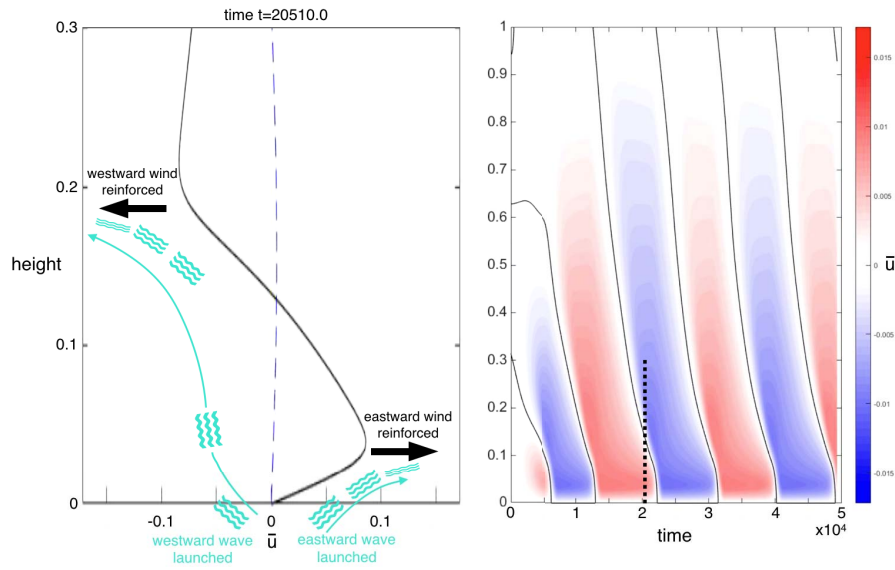 time t=20510.0
0.3
westward wind
reinforced
0.2
height
0.1
eastward wind
reinforced
0
-0.1
0
0.1
ū
westward wave
launched
eastward wave
launched
1
0.9
0.8
0.7
0.6
0.5
0.4
0.3
0.2
0.1
0
0
1
2
3
4
5
x10⁴
time
0.015
0.01
0.005
0
-0.005
-0.01
-0.015
ū